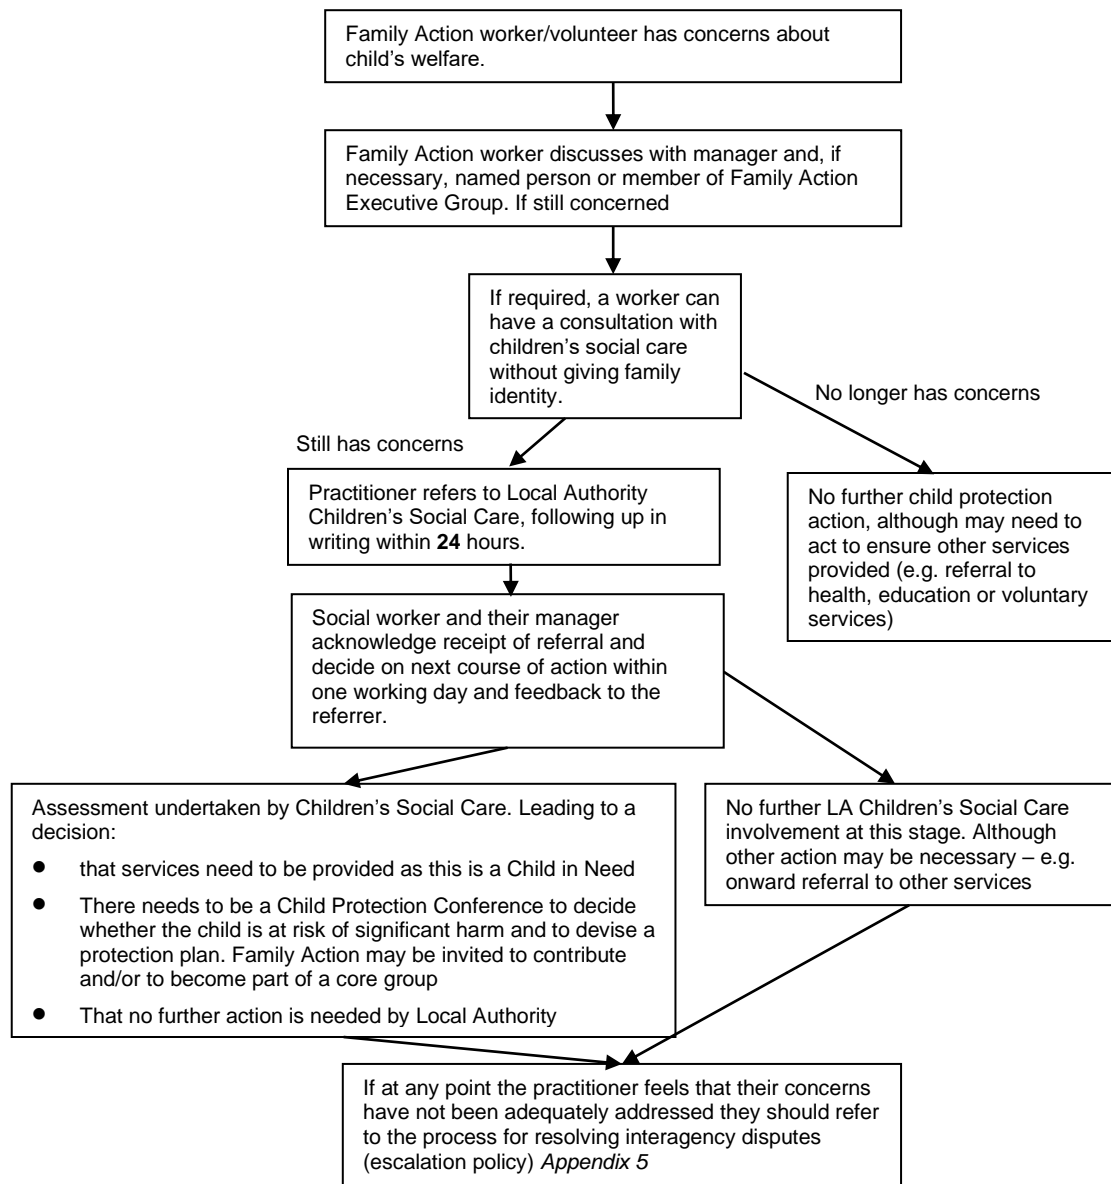 Family Action worker/volunteer has concerns about
child's welfare.
Family Action worker discusses with manager and, if
necessary, named person or member of Family Action
Executive Group. If still concerned
If required, a worker can
have a consultation with
children's social care
without giving family
identity.
No longer has concerns
Still has concerns
Practitioner refers to Local Authority
Children's Social Care, following up in
writing within 24 hours.
No further child protection
action, although may need to
act to ensure other services
provided (e.g. referral to
health, education or voluntary
services)
Social worker and their manager
acknowledge receipt of referral and
decide on next course of action within
one working day and feedback to the
referrer.
Assessment undertaken by Children's Social Care. Leading to a
decision:
● that services need to be provided as this is a Child in Need
● There needs to be a Child Protection Conference to decide
whether the child is at risk of significant harm and to devise a
protection plan. Family Action may be invited to contribute
and/or to become part of a core group
● That no further action is needed by Local Authority
No further LA Children's Social Care
involvement at this stage. Although
other action may be necessary – e.g.
onward referral to other services
If at any point the practitioner feels that their concerns
have not been adequately addressed they should refer
to the process for resolving interagency disputes
(escalation policy) Appendix 5